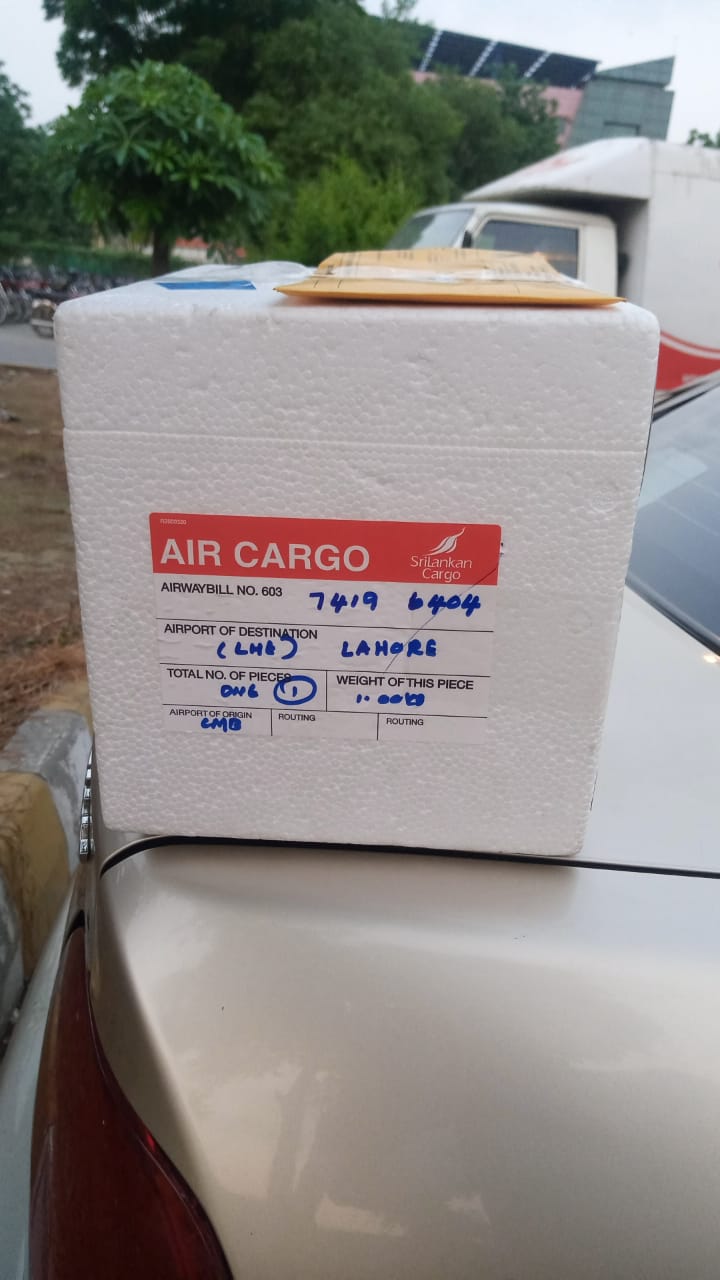 AIR CARGO
SriLankan
Cargo
AIRWAYBILL NO. 603 7419 6404
AIRPORT OF DESTINATION
(LHE) LAHORE
TOTAL NO. OF PIECES
ONE 1
WEIGHT OF THIS PIECE
AIRPORT OF ORIGIN
CMB
ROUTING
ROUTING